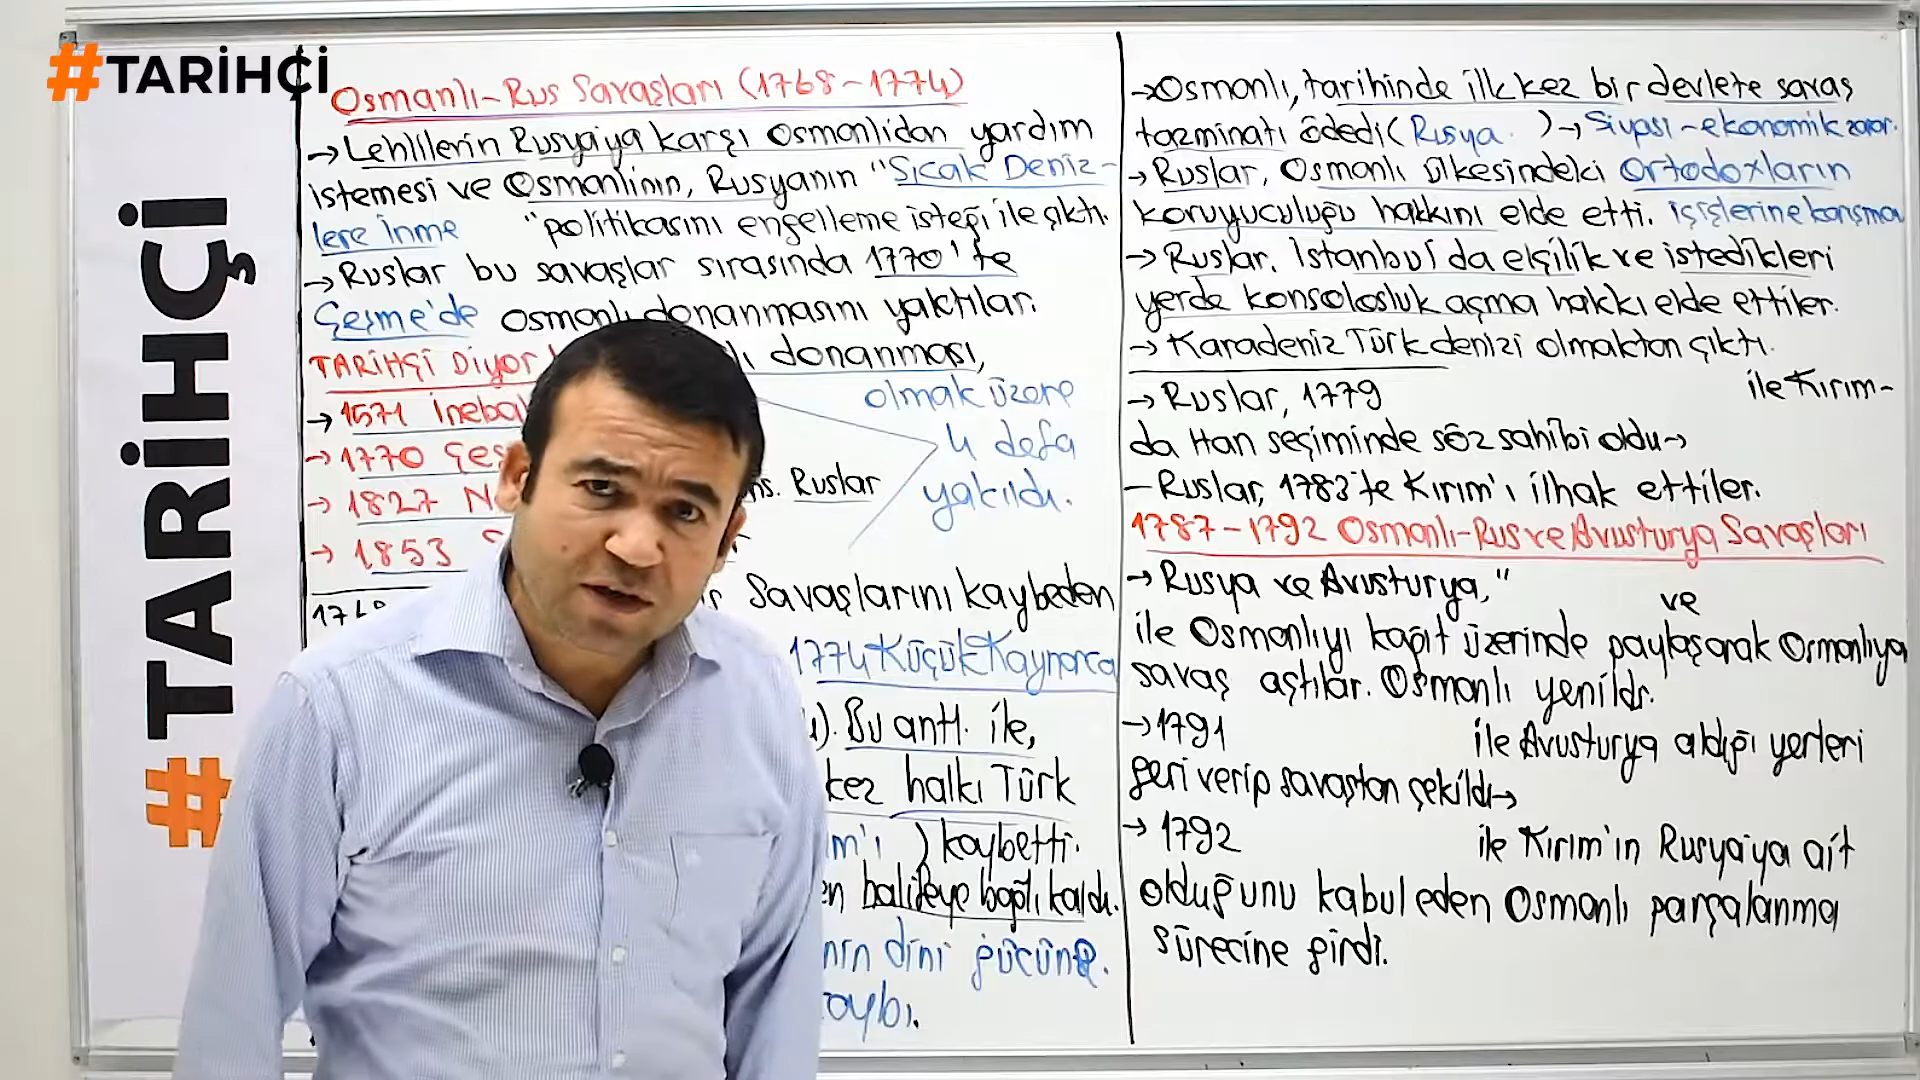 #TARİHÇİ
#TARİHÇİ
Osmanlı-Rus Savaşları (1768-1774)
→Lehlilerin Rusya'ya karşı Osmanlıdan yardım
istemesi ve Osmanlının, Rusyanın "Sıcak Deniz-
lere İnme "politikasını engelleme isteği ile çıktı.
→Ruslar bu savaşlar sırasında 1770'te
Çeşme'de osmanlı donanmasını yaktılar.
TARİHÇİ Diyor donanması,
→1571 İneba
→1770 Çeş
→1827 Ruslar
→1853
olmak üzere
4 defa
yakıldı.
Savaşlarını kaybeden
1774 Küçük Kaynarca
Bu antl. ile,
kez halkı Türk
) kaybetti.
halifeye bağlı kaldı.
dini gücünü
→Osmanlı, tarihinde ilk kez bir devlete savaş
tazminatı ödedi(Rusya )→ Siyasi-ekonomik zarar.
→Ruslar, Osmanlı ülkesindeki Ortodoxların
koruyuculuğu hakkını elde etti. içişlerine karışma
→Ruslar. İstanbul'da elçilik ve istedikleri
yerde konsolosluk açma hakkı elde ettiler.
→Karadeniz Türk denizi olmaktan çıktı.
→Ruslar, 1779 ile Kırım-
da Han seçiminde söz sahibi oldu→
-Ruslar, 1783'te Kırım'ı ilhak ettiler.
1787-1792 Osmanlı-Rus ve Avusturya Savaşları
→Rusya ve Avusturya," ve
ile Osmanlıyı kağıt üzerinde paylaşarak Osmanlıya
savaş açtılar. Osmanlı yenildi.
→1791 ile Avusturya aldığı yerleri
geri verip savaştan çekildi→
→1792 ile Kırım'ın Rusya'ya ait
olduğunu kabul eden Osmanlı parçalanma
sürecine girdi.